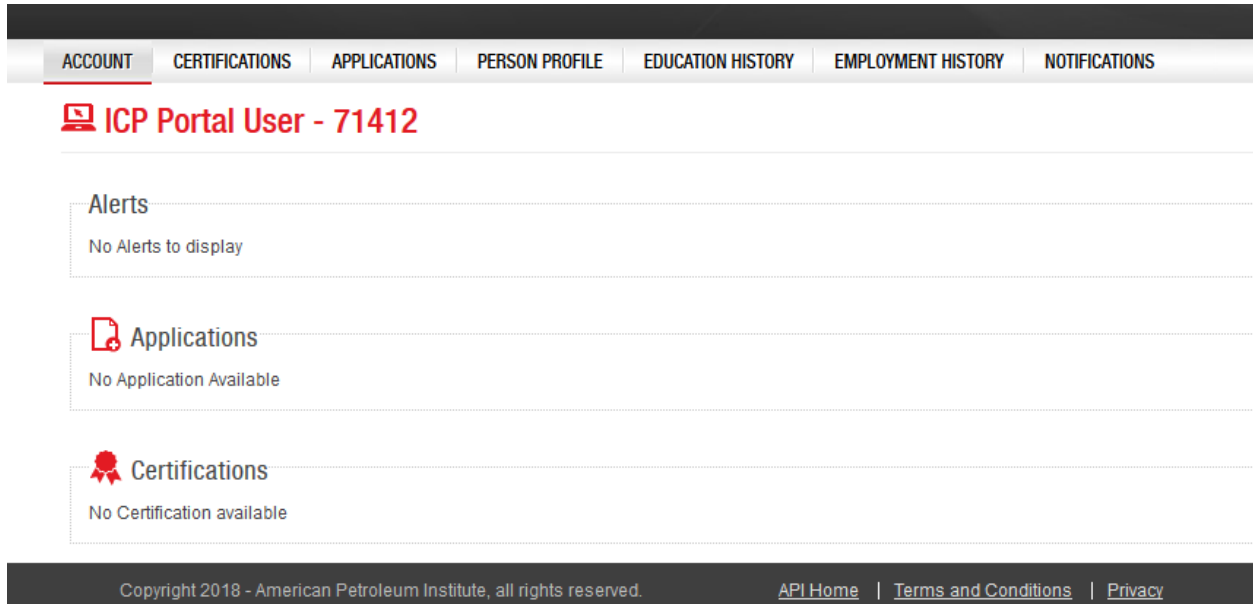 ACCOUNT CERTIFICATIONS APPLICATIONS PERSON PROFILE EDUCATION HISTORY EMPLOYMENT HISTORY NOTIFICATIONS
ICP Portal User - 71412
Alerts
No Alerts to display
Applications
No Application Available
Certifications
No Certification available
Copyright 2018 - American Petroleum Institute, all rights reserved. API Home | Terms and Conditions | Privacy